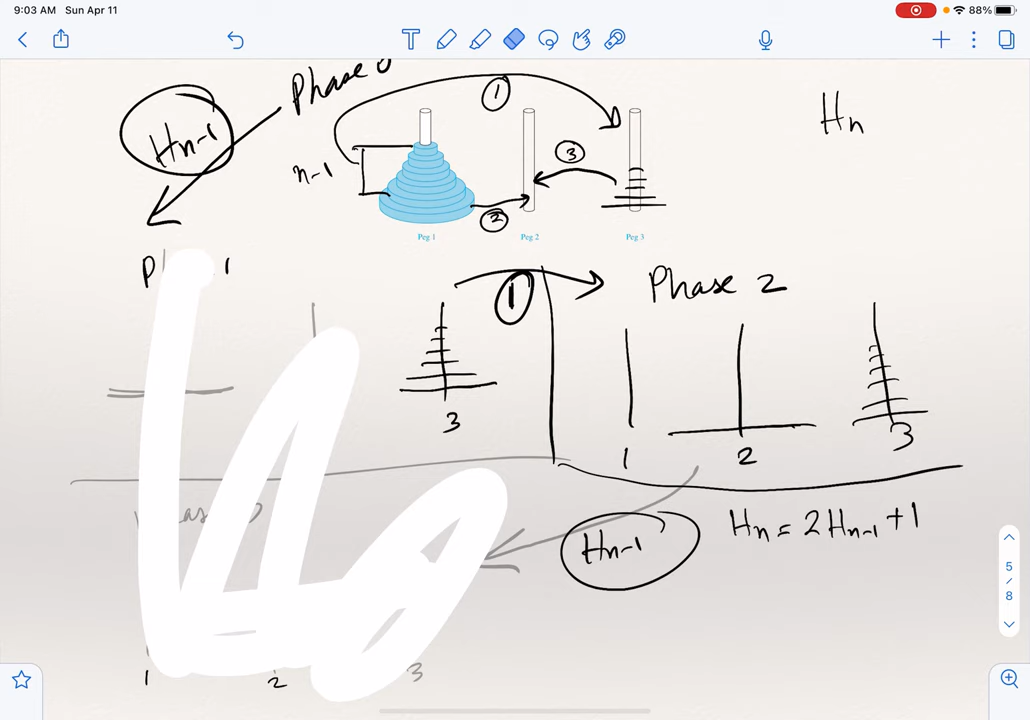 9:03 AM Sun Apr 11
88%
T
Phase 0
Hn-1
n-1
1
3
2
Hn
Peg 1
Peg 2
Peg 3
1
1
Phase 2
3
1
2
3
Hn-1
Hn = 2Hn-1 + 1
1
2
3
5
/
8